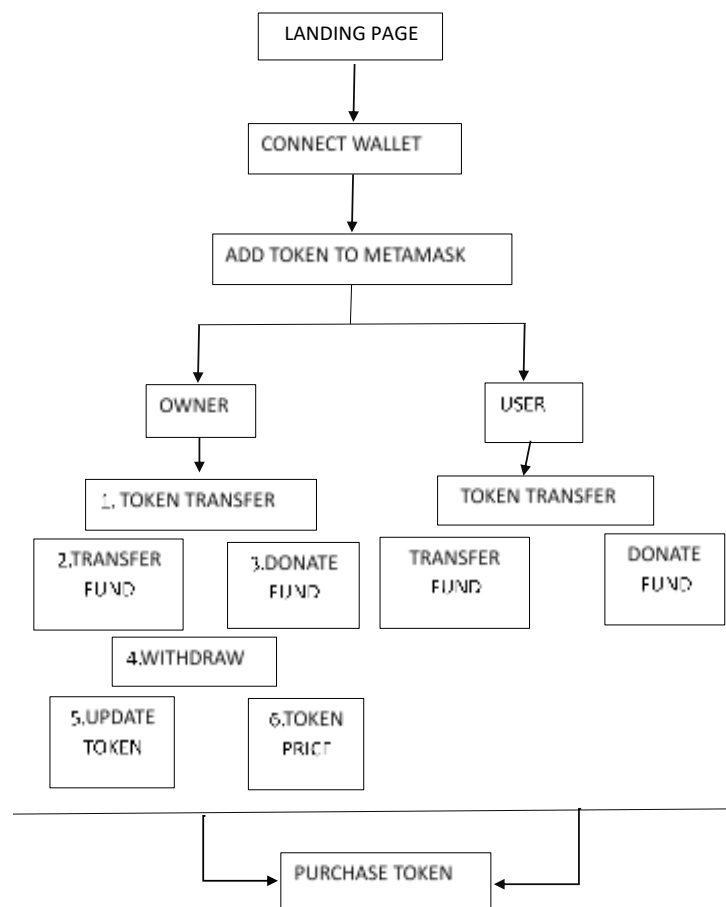 LANDING PAGE
CONNECT WALLET
ADD TOKEN TO METAMASK
OWNER
USER
1. TOKEN TRANSFER
TOKEN TRANSFER
2.TRANSFER
FUND
3.DONATE
FUND
TRANSFER
FUND
DONATE
FUND
4.WITHDRAW
5.UPDATE
TOKEN
6.TOKEN
PRICE
PURCHASE TOKEN